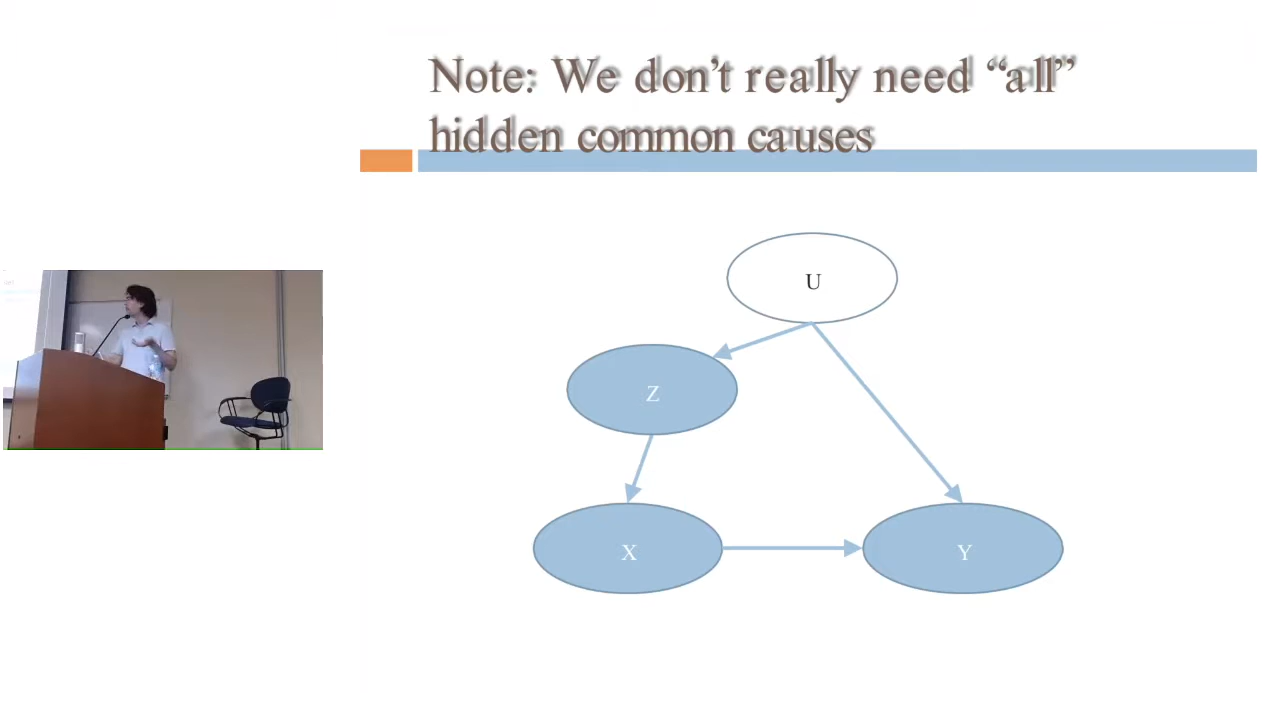 Note: We don't really need “all”
hidden common causes
U
Z
X
Y